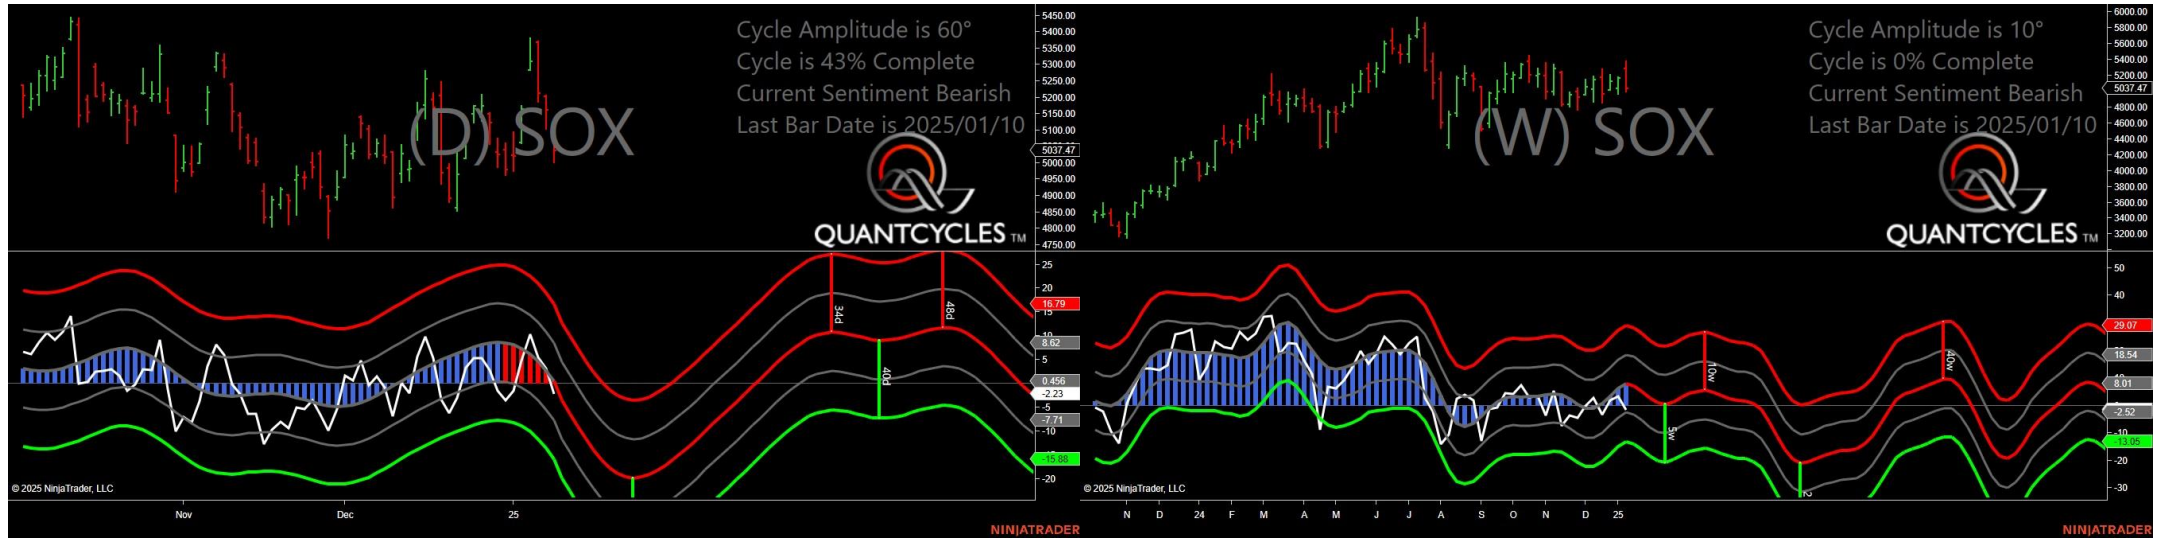 Cycle Amplitude is 60°
Cycle is 43% Complete
Current Sentiment Bearish
Last Bar Date is 2025/01/10
(D) SOX
QUANTCYCLES TM
5450.00
5400.00
5350.00
5300.00
5250.00
5200.00
5150.00
5100.00
5037.47
5000.00
4950.00
4900.00
4850.00
4800.00
4750.00
25
20
16.79
15
10
8.62
5
0.456
-2.23
-5
-7.71
-10
-15.88
-20
34d
40d
48d
© 2025 NinjaTrader, LLC
Nov
Dec
25
NINJATRADER
Cycle Amplitude is 10°
Cycle is 0% Complete
Current Sentiment Bearish
Last Bar Date is 2025/01/10
(W) SOX
QUANTCYCLES TM
6000.00
5800.00
5600.00
5400.00
5200.00
5037.47
4800.00
4600.00
4400.00
4200.00
4000.00
3800.00
3600.00
3400.00
3200.00
50
40
29.07
18.54
8.01
-2.52
-10
-13.05
-20
-30
5w
10w
40w
© 2025 NinjaTrader, LLC
N D 24 F M A M J J A S O N D 25
NINJATRADER